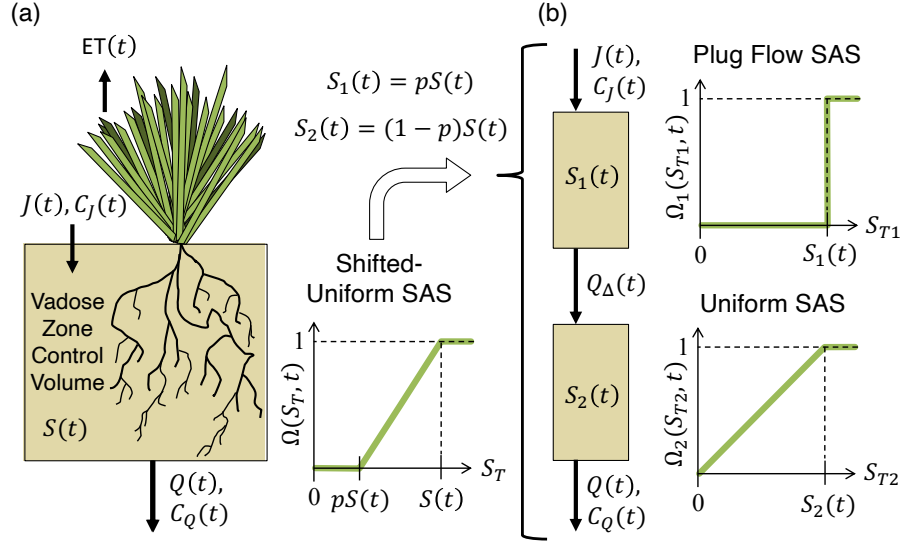 (a)
ET(t)
J(t), C_J(t)
Vadose
Zone
Control
Volume
S(t)
Q(t),
C_Q(t)
S_1(t) = pS(t)
S_2(t) = (1 − p)S(t)
Shifted-
Uniform SAS
Ω(S_T, t)
1
0
pS(t)
S(t)
S_T
(b)
J(t),
C_J(t)
S_1(t)
Q_Δ(t)
S_2(t)
Q(t),
C_Q(t)
Plug Flow SAS
Ω_1(S_T1, t)
1
0
S_1(t)
S_T1
Uniform SAS
Ω_2(S_T2, t)
1
0
S_2(t)
S_T2